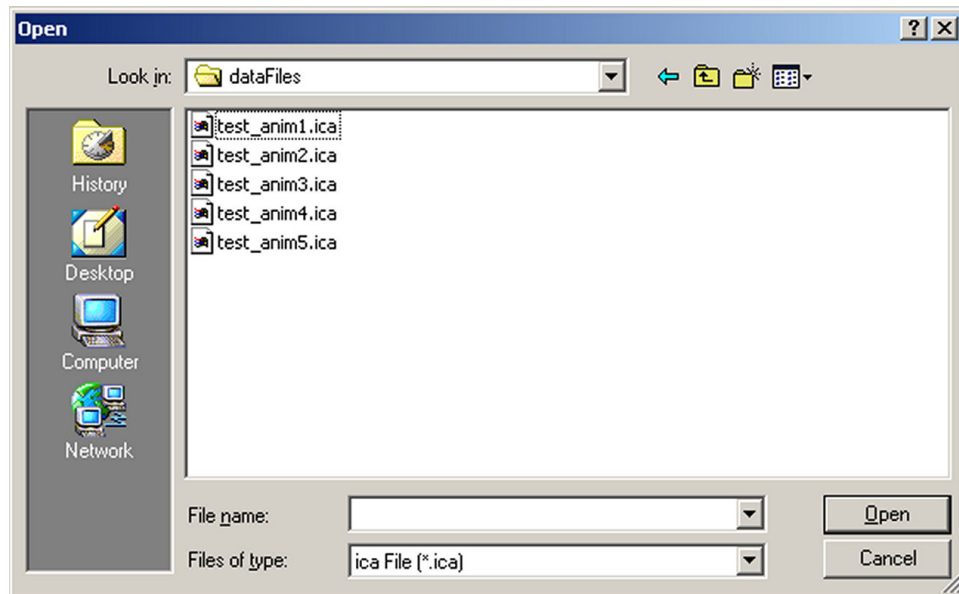 Open
Look in: dataFiles
History
Desktop
Computer
Network
test_anim1.ica
test_anim2.ica
test_anim3.ica
test_anim4.ica
test_anim5.ica
File name:
Open
Files of type: ica File (*.ica)
Cancel